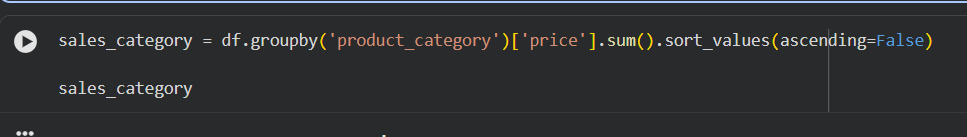 sales_category = df.groupby('product_category')['price'].sum().sort_values(ascending=False)
sales_category